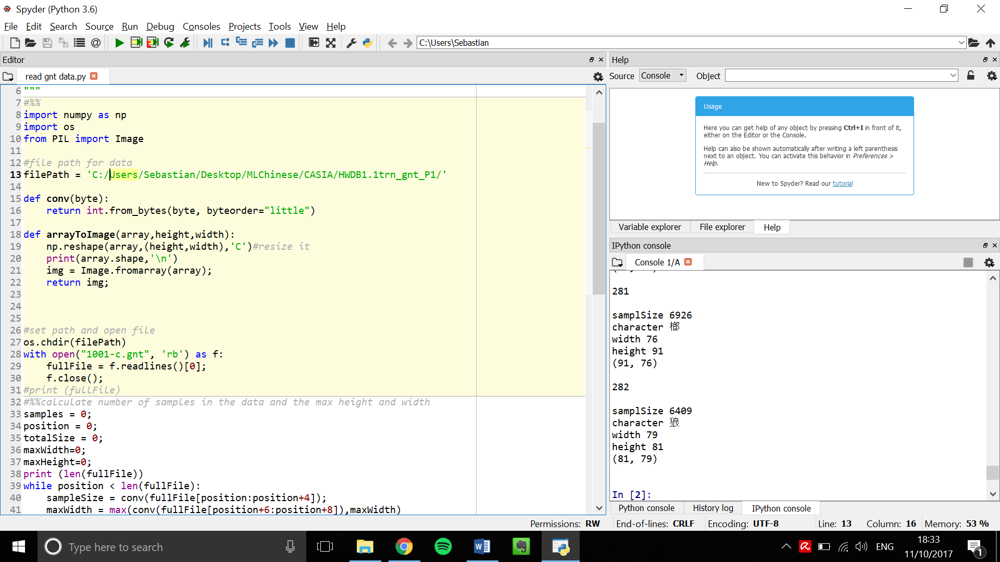 Spyder (Python 3.6)
File Edit Search Source Run Debug Consoles Projects Tools View Help
C:\Users\Sebastian
Editor
read gnt data.py
6 """
7 #%%
8 import numpy as np
9 import os
10 from PIL import Image
11
12 #file path for data
13 filePath = 'C:/Users/Sebastian/Desktop/MLChinese/CASIA/HWDB1.1trn_gnt_P1/'
14
15 def conv(byte):
16     return int.from_bytes(byte, byteorder="little")
17
18 def arrayToImage(array,height,width):
19     np.reshape(array,(height,width),'C')#resize it
20     print(array.shape,'\n')
21     img = Image.fromarray(array);
22     return img;
23
24
25
26 #set path and open file
27 os.chdir(filePath)
28 with open("1001-c.gnt", 'rb') as f:
29     fullFile = f.readlines()[0];
30     f.close();
31 #print (fullFile)
32 #%%calculate number of samples in the data and the max height and width
33 samples = 0;
34 position = 0;
35 totalSize = 0;
36 maxWidth=0;
37 maxHeight=0;
38 print (len(fullFile))
39 while position < len(fullFile):
40     sampleSize = conv(fullFile[position:position+4]);
41     maxWidth = max(conv(fullFile[position+6:position+8]),maxWidth)
Help
Source Console Object
Usage
Here you can get help of any object by pressing Ctrl+I in front of it,
either on the Editor or the Console.
Help can also be shown automatically after writing a left parenthesis
next to an object. You can activate this behavior in Preferences >
Help.
New to Spyder? Read our tutorial
Variable explorer File explorer Help
IPython console
Console 1/A
281
samplSize 6926
character 榔
width 76
height 91
(91, 76)
282
samplSize 6409
character 狼
width 79
height 81
(81, 79)
In [2]:
Python console History log IPython console
Permissions: RW End-of-lines: CRLF Encoding: UTF-8 Line: 13 Column: 16 Memory: 53 %
Type here to search
ENG
18:33
11/10/2017
1